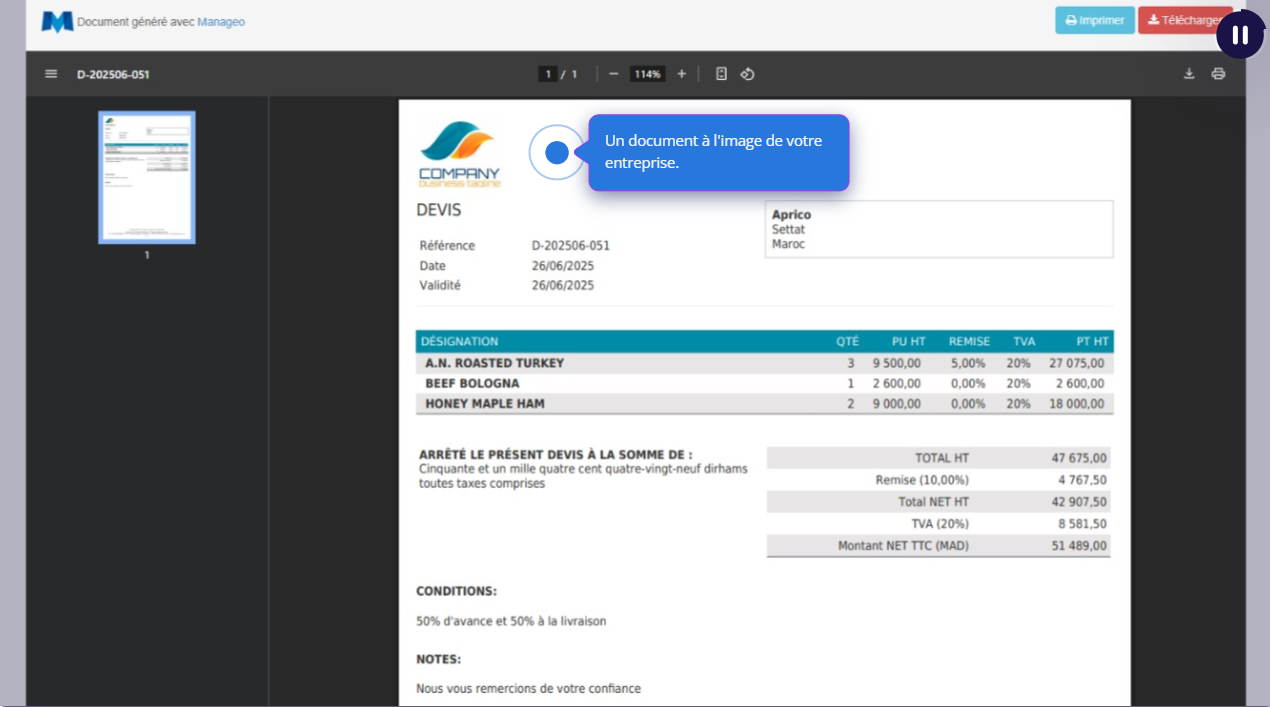 Document généré avec Manageo
Imprimer
Télécharger
D-202506-051
1 / 1
114%
1
COMPANY
business tagline
Un document à l'image de votre
entreprise.
DEVIS
Aprico
Settat
Maroc
Référence D-202506-051
Date 26/06/2025
Validité 26/06/2025
DÉSIGNATION QTÉ PU HT REMISE TVA PT HT
A.N. ROASTED TURKEY 3 9 500,00 5,00% 20% 27 075,00
BEEF BOLOGNA 1 2 600,00 0,00% 20% 2 600,00
HONEY MAPLE HAM 2 9 000,00 0,00% 20% 18 000,00
ARRÊTÉ LE PRÉSENT DEVIS À LA SOMME DE :
Cinquante et un mille quatre cent quatre-vingt-neuf dirhams
toutes taxes comprises
TOTAL HT 47 675,00
Remise (10,00%) 4 767,50
Total NET HT 42 907,50
TVA (20%) 8 581,50
Montant NET TTC (MAD) 51 489,00
CONDITIONS:
50% d'avance et 50% à la livraison
NOTES:
Nous vous remercions de votre confiance